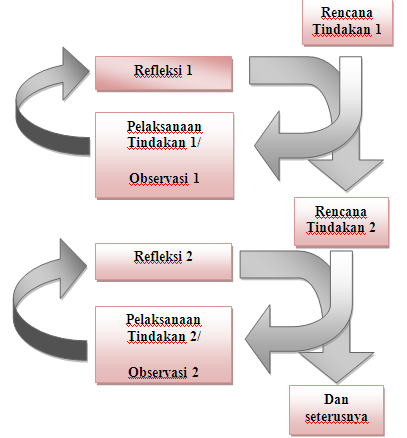 Rencana
Tindakan 1
Refleksi 1
Pelaksanaan
Tindakan 1/
Observasi 1
Rencana
Tindakan 2
Refleksi 2
Pelaksanaan
Tindakan 2/
Observasi 2
Dan
seterusnya